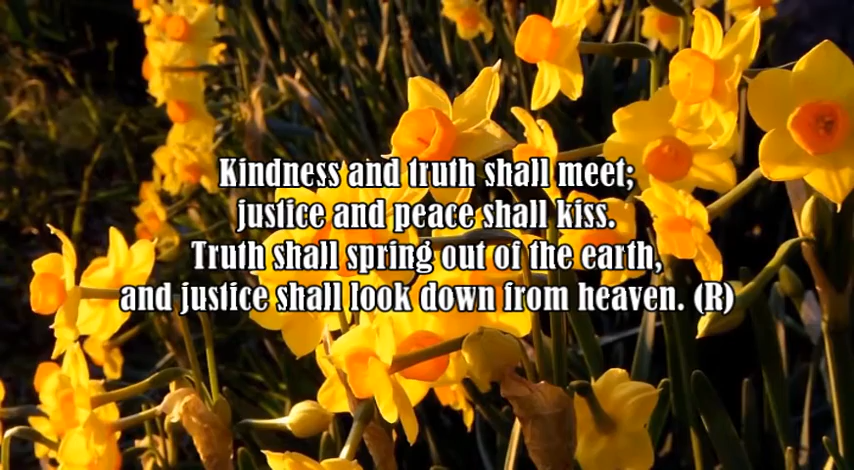 Kindness and truth shall meet;
justice and peace shall kiss.
Truth shall spring out of the earth,
and justice shall look down from heaven. (R)